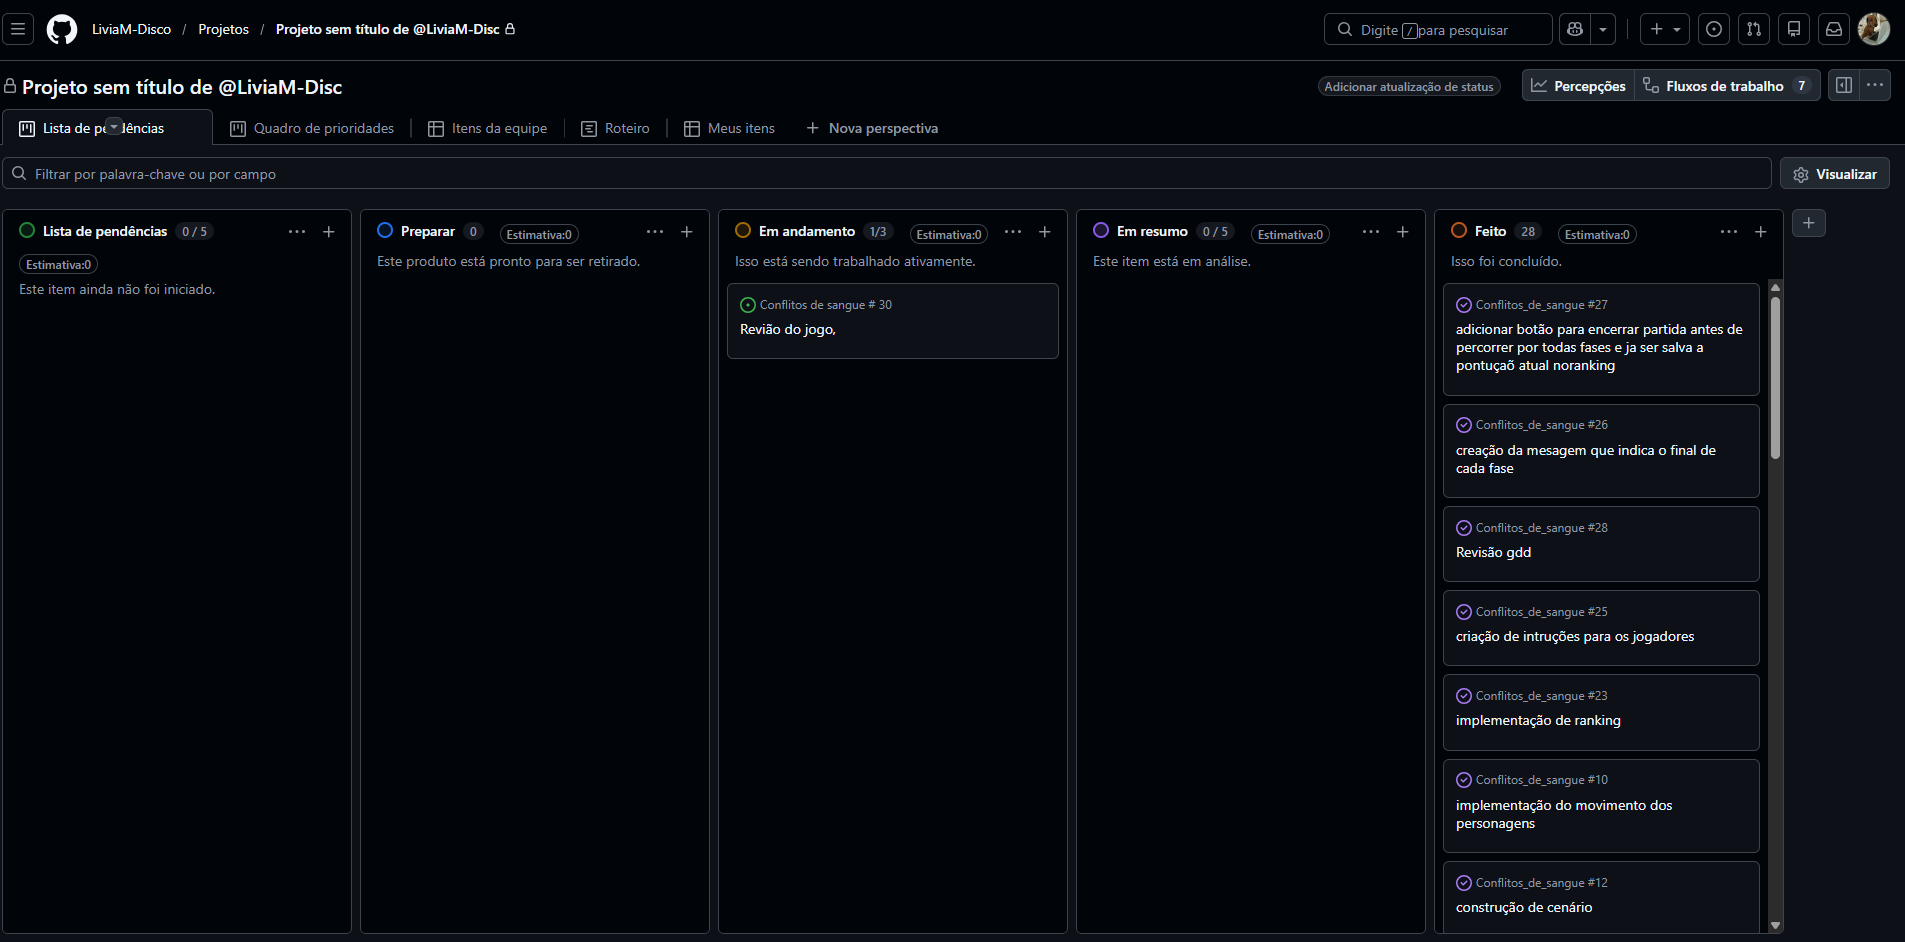 LiviaM-Disco / Projetos / Projeto sem título de @LiviaM-Disc
Digite / para pesquisar
Projeto sem título de @LiviaM-Disc
Adicionar atualização de status
Percepções
Fluxos de trabalho 7
Lista de pendências
Quadro de prioridades
Itens da equipe
Roteiro
Meus itens
Nova perspectiva
Filtrar por palavra-chave ou por campo
Visualizar
Lista de pendências 0 / 5
Estimativa:0
Este item ainda não foi iniciado.
Preparar 0 Estimativa:0
Este produto está pronto para ser retirado.
Em andamento 1/3 Estimativa:0
Isso está sendo trabalhado ativamente.
Conflitos de sangue # 30
Revião do jogo,
Em resumo 0 / 5 Estimativa:0
Este item está em análise.
Feito 28 Estimativa:0
Isso foi concluído.
Conflitos_de_sangue #27
adicionar botão para encerrar partida antes de
percorrer por todas fases e ja ser salva a
pontuçaõ atual noranking
Conflitos_de_sangue #26
creação da mesagem que indica o final de
cada fase
Conflitos_de_sangue #28
Revisão gdd
Conflitos_de_sangue #25
criação de intruções para os jogadores
Conflitos_de_sangue #23
implementação de ranking
Conflitos_de_sangue #10
implementação do movimento dos
personagens
Conflitos_de_sangue #12
construção de cenário